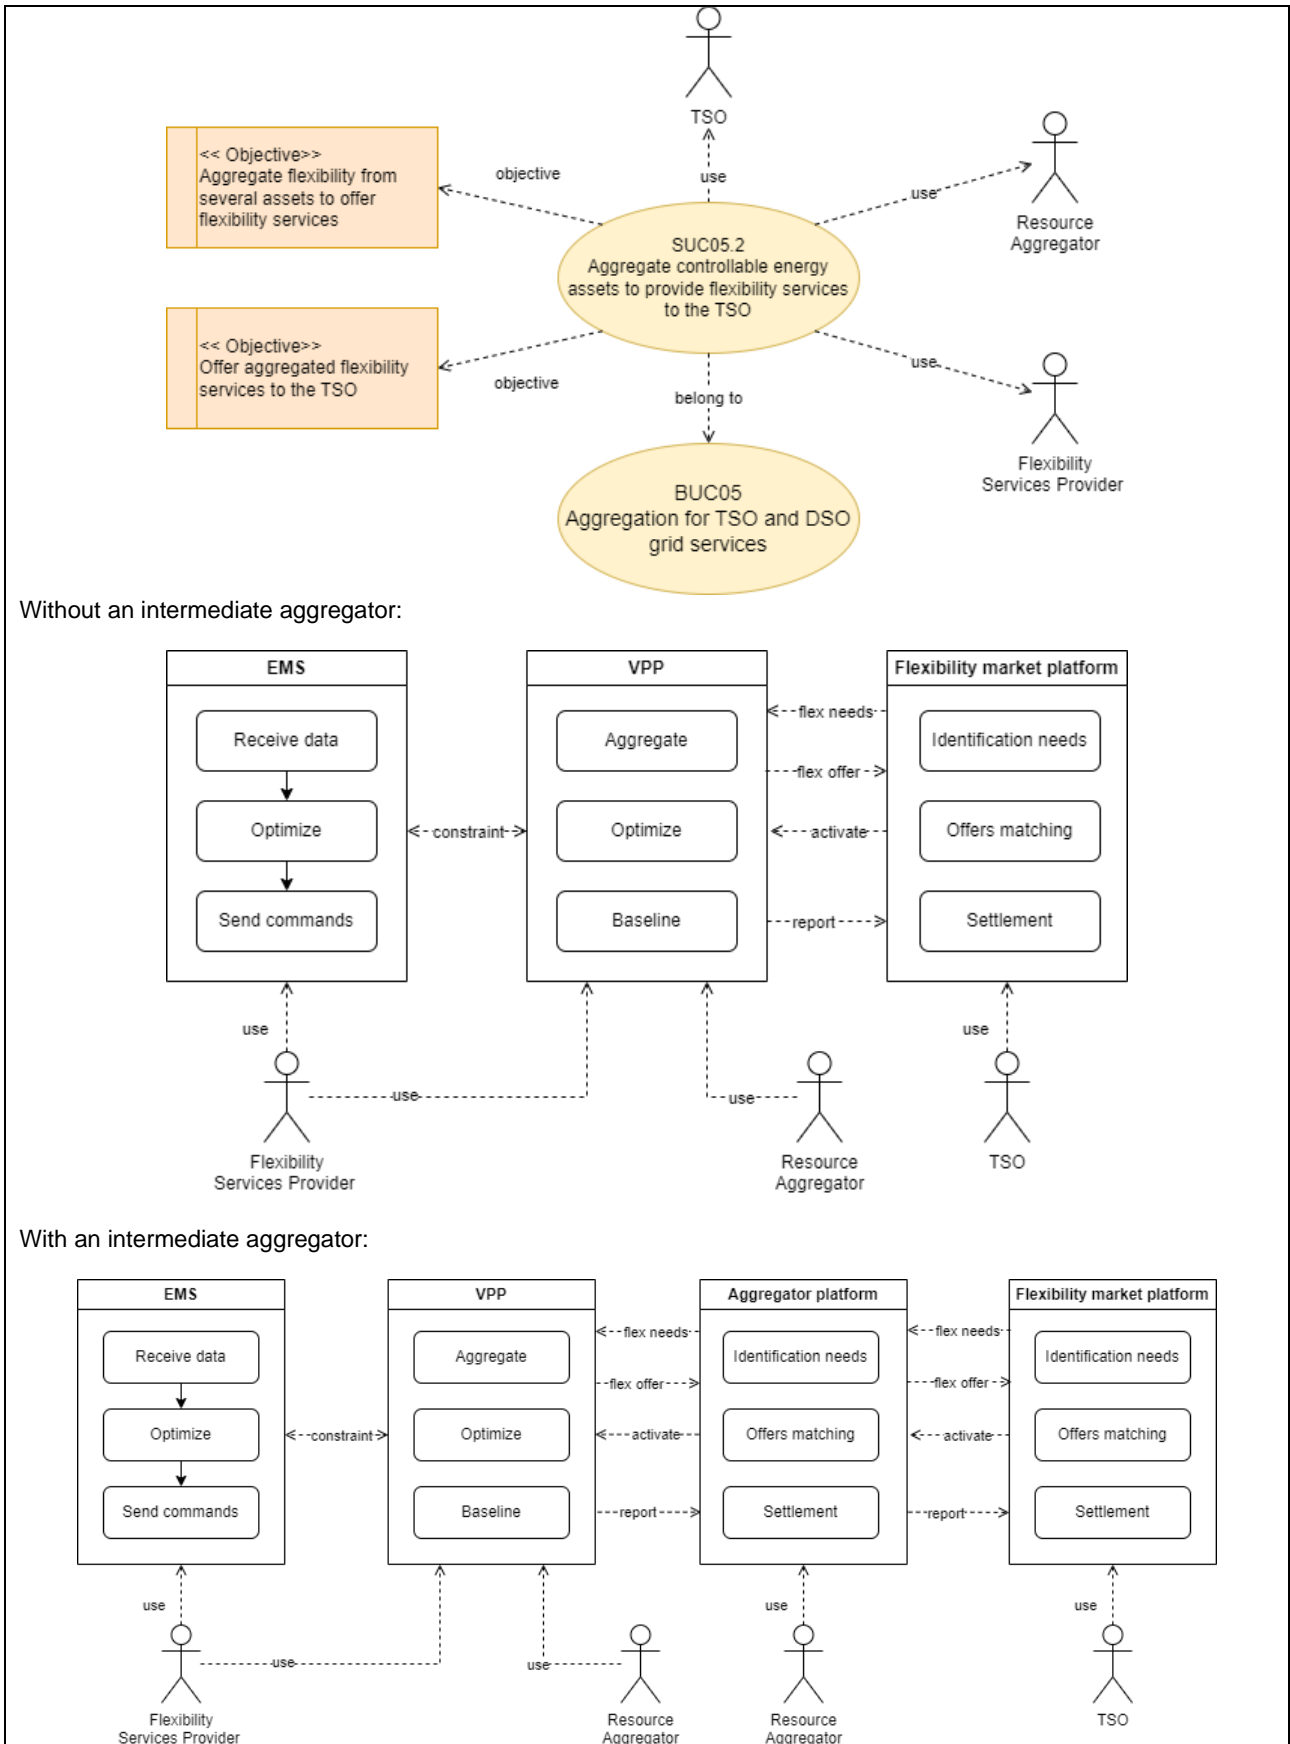 TSO
<< Objective>>
Aggregate flexibility from
several assets to offer
flexibility services
objective
use
use
Resource
Aggregator
SUC05.2
Aggregate controllable energy
assets to provide flexibility services
to the TSO
<< Objective>>
Offer aggregated flexibility
services to the TSO
objective
use
belong to
Flexibility
Services Provider
BUC05
Aggregation for TSO and DSO
grid services
Without an intermediate aggregator:
EMS
VPP
Flexibility market platform
flex needs
Receive data
Aggregate
Identification needs
flex offer
Optimize
constraint
Optimize
activate
Offers matching
Send commands
Baseline
report
Settlement
use
use
use
use
Flexibility
Services Provider
Resource
Aggregator
TSO
With an intermediate aggregator:
EMS
VPP
Aggregator platform
Flexibility market platform
flex needs
flex needs
Receive data
Aggregate
Identification needs
Identification needs
flex offer
flex offer
Optimize
constraint
Optimize
activate
Offers matching
activate
Offers matching
Send commands
Baseline
report
Settlement
report
Settlement
use
use
use
use
use
Flexibility
Services Provider
Resource
Aggregator
Resource
Aggregator
TSO